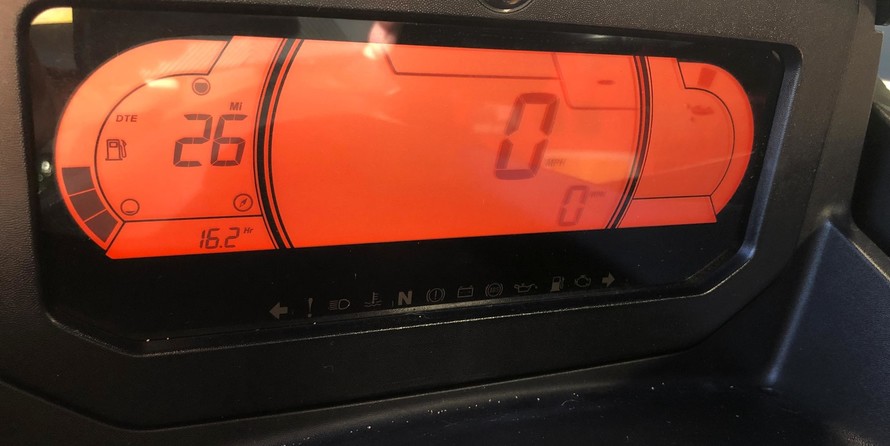 MI
DTE 26
0 MPH
0
16.2 Hr
N